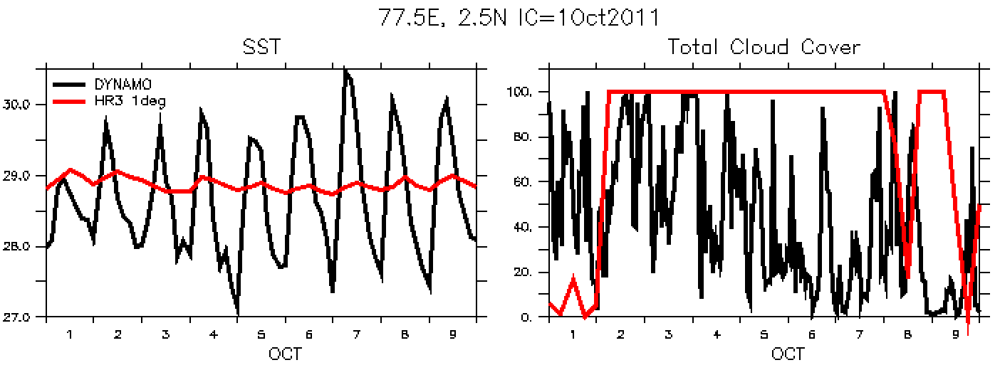 77.5E, 2.5N IC=1Oct2011
SST
DYNAMO
HR3 1deg
30.0
29.0
28.0
27.0
1 2 3 4 5 6 7 8 9
OCT
Total Cloud Cover
100.
80.
60.
40.
20.
0.
1 2 3 4 5 6 7 8 9
OCT